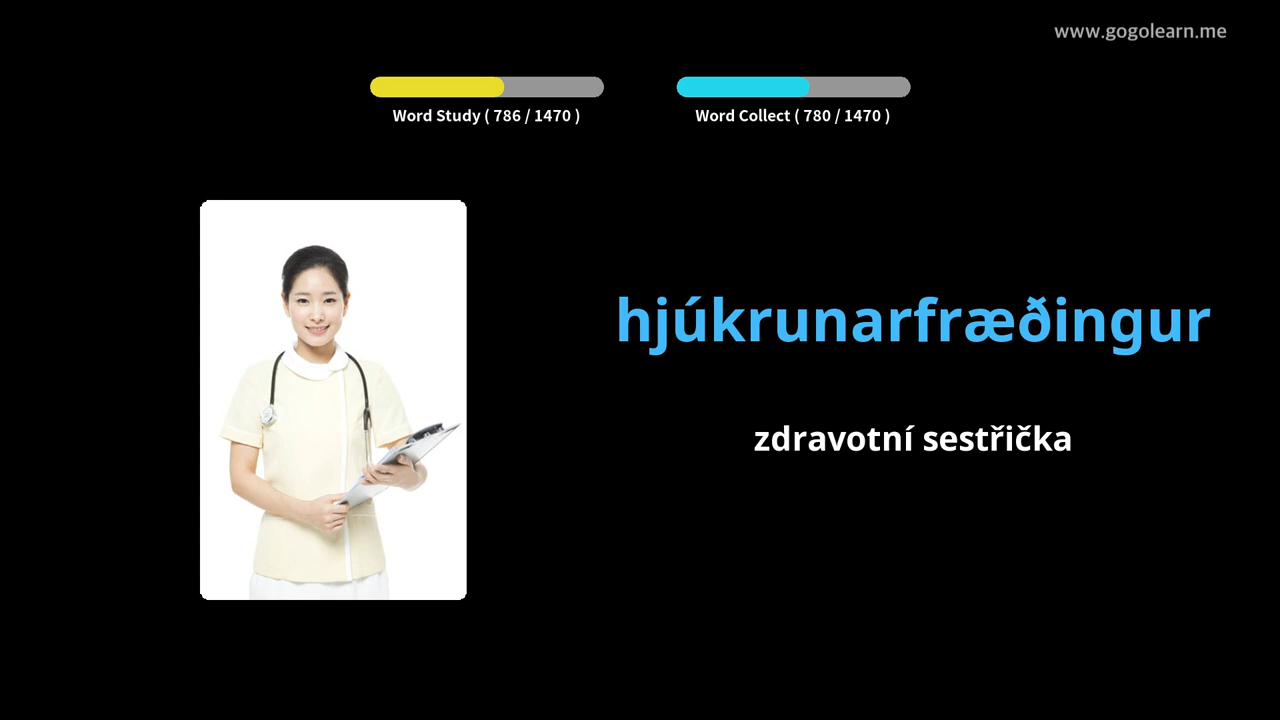 www.gogolearn.me
Word Study ( 786 / 1470 )
Word Collect ( 780 / 1470 )
hjúkrunarfræðingur
zdravotní sestřička